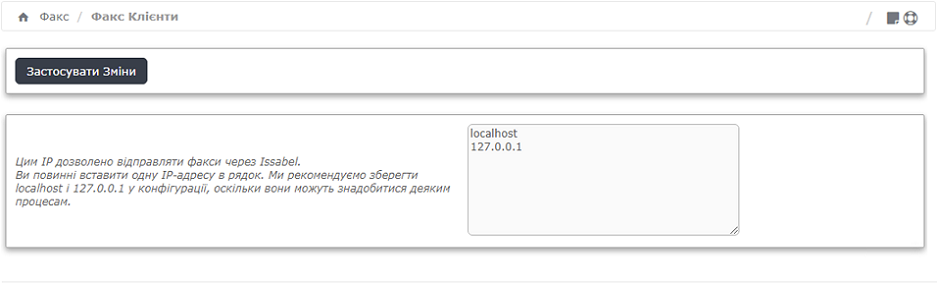 Факс / Факс Клієнти /
Застосувати Зміни
Цим IP дозволено відправляти факси через Issabel.
Ви повинні вставити одну IP-адресу в рядок. Ми рекомендуємо зберегти
localhost і 127.0.0.1 у конфігурації, оскільки вони можуть знадобитися деяким
процесам.
localhost
127.0.0.1